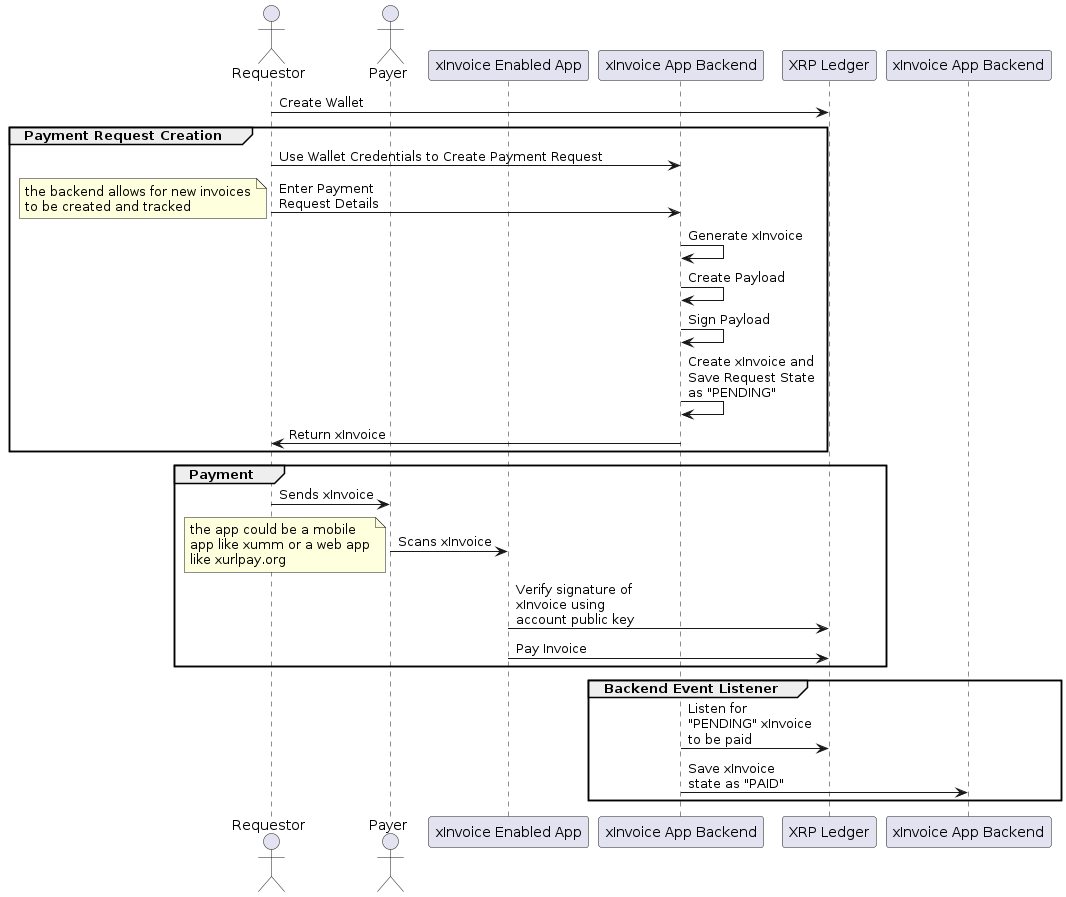 Requestor
Payer
xInvoice Enabled App
xInvoice App Backend
XRP Ledger
xInvoice App Backend
Create Wallet
Payment Request Creation
Use Wallet Credentials to Create Payment Request
the backend allows for new invoices
to be created and tracked
Enter Payment
Request Details
Generate xInvoice
Create Payload
Sign Payload
Create xInvoice and
Save Request State
as "PENDING"
Return xInvoice
Payment
Sends xInvoice
the app could be a mobile
app like xumm or a web app
like xurlpay.org
Scans xInvoice
Verify signature of
xInvoice using
account public key
Pay Invoice
Backend Event Listener
Listen for
"PENDING" xInvoice
to be paid
Save xInvoice
state as "PAID"
Requestor
Payer
xInvoice Enabled App
xInvoice App Backend
XRP Ledger
xInvoice App Backend